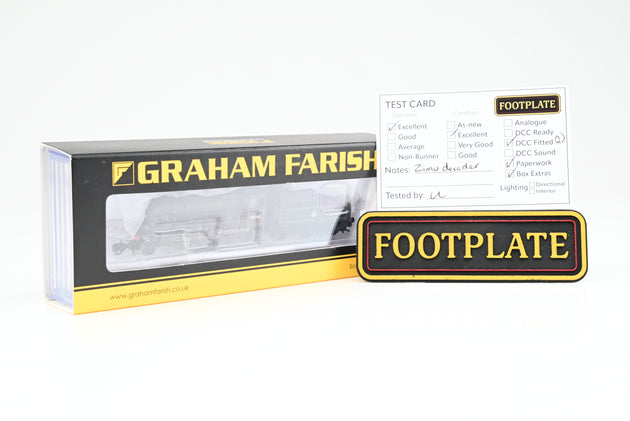 GRAHAM FARISH
www.grahamfarish.co.uk
TEST CARD
FOOTPLATE
Condition
Excellent
Good
Average
Non-Runner
As-new
Excellent
Very Good
Good
Analogue
DCC Ready
DCC Fitted
DCC Sound
Paperwork
Box Extras
Notes: Zimo decoder
Lighting
Directional
Interior
Tested by:
FOOTPLATE